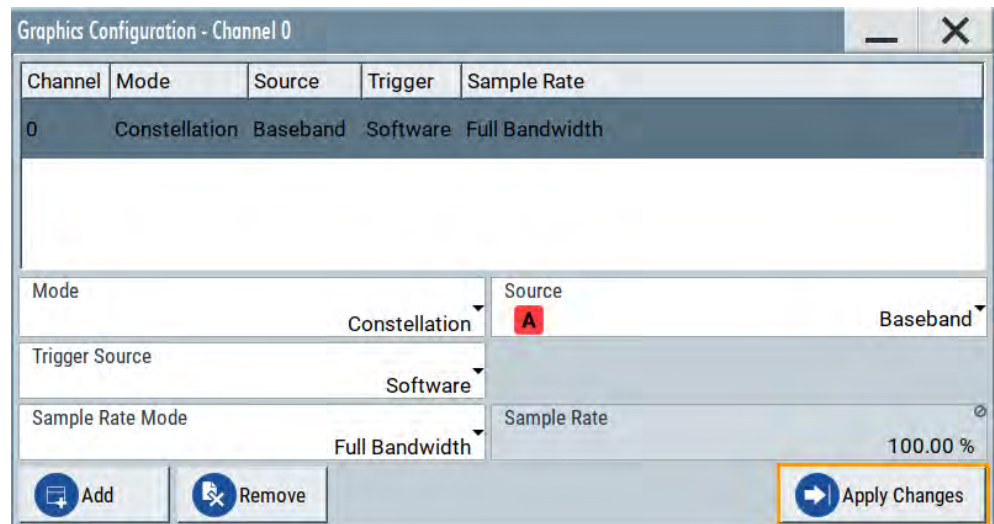 Graphics Configuration - Channel 0
Channel Mode Source Trigger Sample Rate
0 Constellation Baseband Software Full Bandwidth
Mode Source
Constellation A Baseband
Trigger Source
Software
Sample Rate Mode Sample Rate
Full Bandwidth 100.00 %
Add Remove Apply Changes